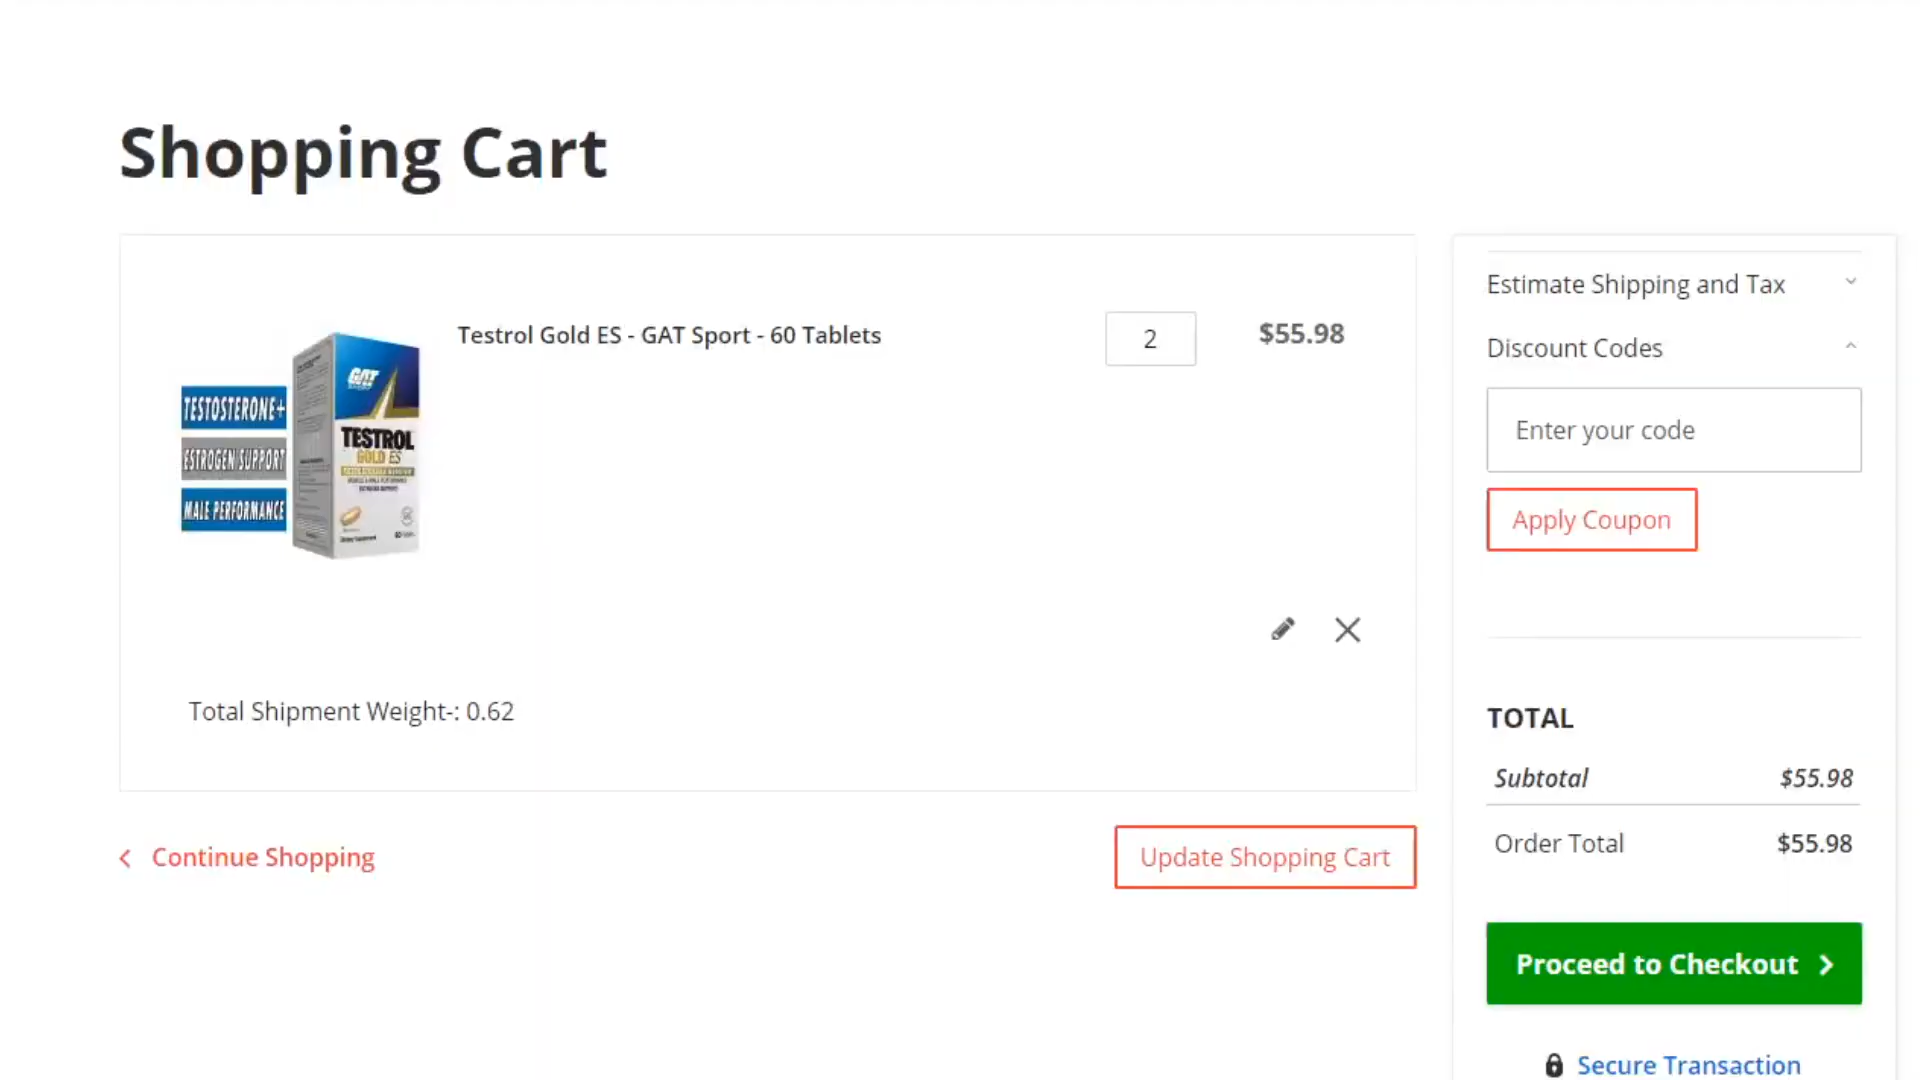 Shopping Cart
Testrol Gold ES - GAT Sport - 60 Tablets
2
$55.98
TESTOSTERONE+
ESTROGEN SUPPORT
MALE PERFORMANCE
GAT
TESTROL
GOLD ES
Total Shipment Weight-: 0.62
Continue Shopping
Update Shopping Cart
Estimate Shipping and Tax
Discount Codes
Enter your code
Apply Coupon
TOTAL
Subtotal $55.98
Order Total $55.98
Proceed to Checkout
Secure Transaction